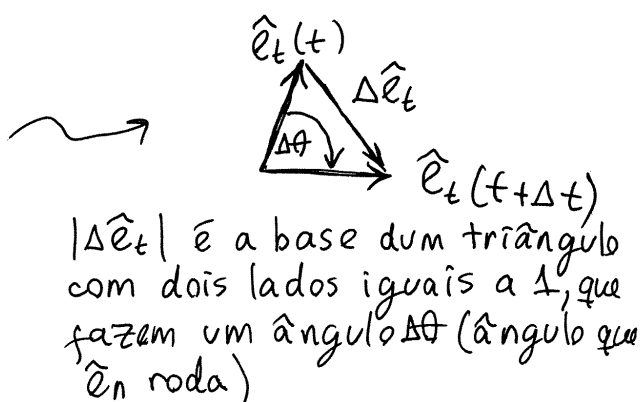 ê_t(t)
Δê_t
Δθ
ê_t(t+Δt)
|Δê_t| é a base dum triângulo
com dois lados iguais a 1, que
fazem um ângulo Δθ (ângulo que
ê_n roda)